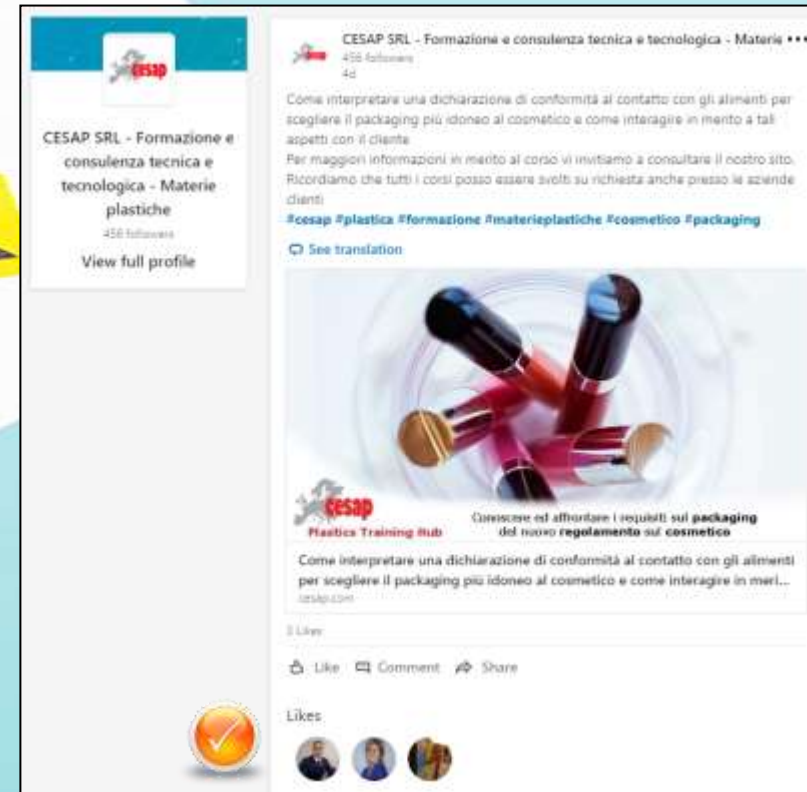 cesap
CESAP SRL - Formazione e
consulenza tecnica e
tecnologica - Materie
plastiche
456 followers
View full profile
CESAP SRL - Formazione e consulenza tecnica e tecnologica - Materie •••
456 followers
4d
Come interpretare una dichiarazione di conformità al contatto con gli alimenti per
scegliere il packaging più idoneo al cosmetico e come interagire in merito a tali
aspetti con il cliente
Per maggiori informazioni in merito al corso vi invitiamo a consultare il nostro sito.
Ricordiamo che tutti i corsi posso essere svolti su richiesta anche presso le aziende
clienti
#cesap #plastica #formazione #materieplastiche #cosmetico #packaging
See translation
cesap
Plastics Training Hub
Conoscere ed affrontare i requisiti sul packaging
del nuovo regolamento sul cosmetico
Come interpretare una dichiarazione di conformità al contatto con gli alimenti
per scegliere il packaging più idoneo al cosmetico e come interagire in meri...
cesap.com
3 Likes
Like Comment Share
Likes